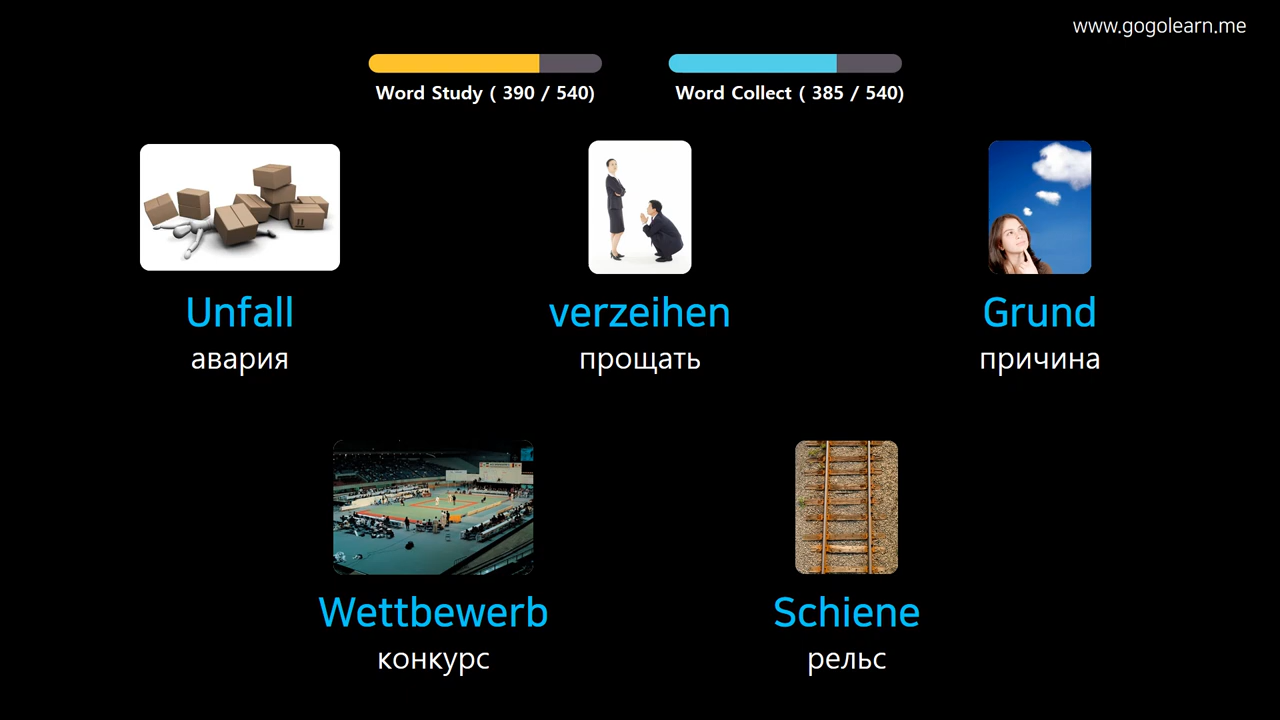 www.gogolearn.me
Word Study ( 390 / 540)
Word Collect ( 385 / 540)
Unfall
авария
verzeihen
прощать
Grund
причина
Wettbewerb
конкурс
Schiene
рельс